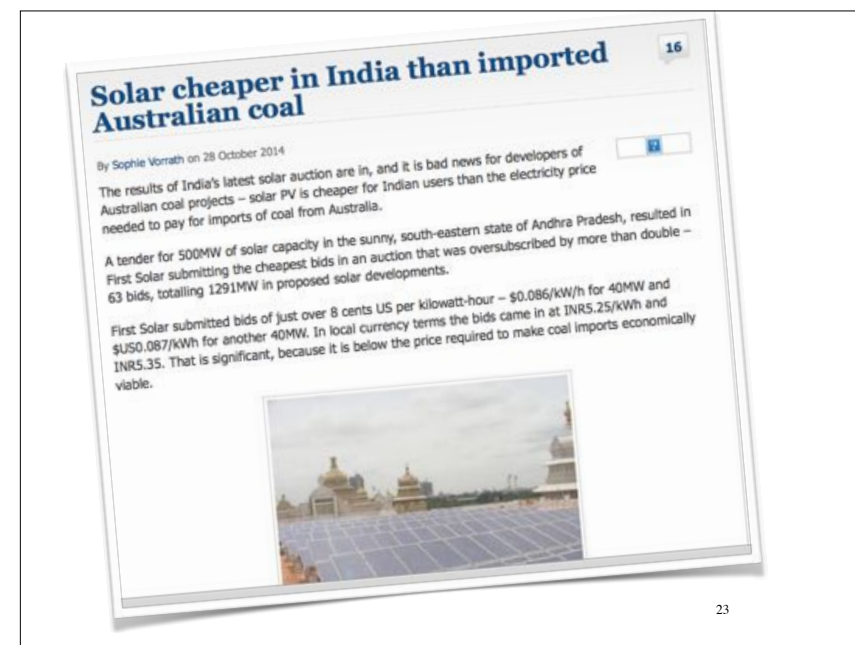 Solar cheaper in India than imported
Australian coal
16
By Sophie Vorrath on 28 October 2014
The results of India's latest solar auction are in, and it is bad news for developers of
Australian coal projects – solar PV is cheaper for Indian users than the electricity price
needed to pay for imports of coal from Australia.
A tender for 500MW of solar capacity in the sunny, south-eastern state of Andhra Pradesh, resulted in
First Solar submitting the cheapest bids in an auction that was oversubscribed by more than double –
63 bids, totalling 1291MW in proposed solar developments.
First Solar submitted bids of just over 8 cents US per kilowatt-hour – $0.086/kW/h for 40MW and
$US0.087/kWh for another 40MW. In local currency terms the bids came in at INR5.25/kWh and
INR5.35. That is significant, because it is below the price required to make coal imports economically
viable.
23